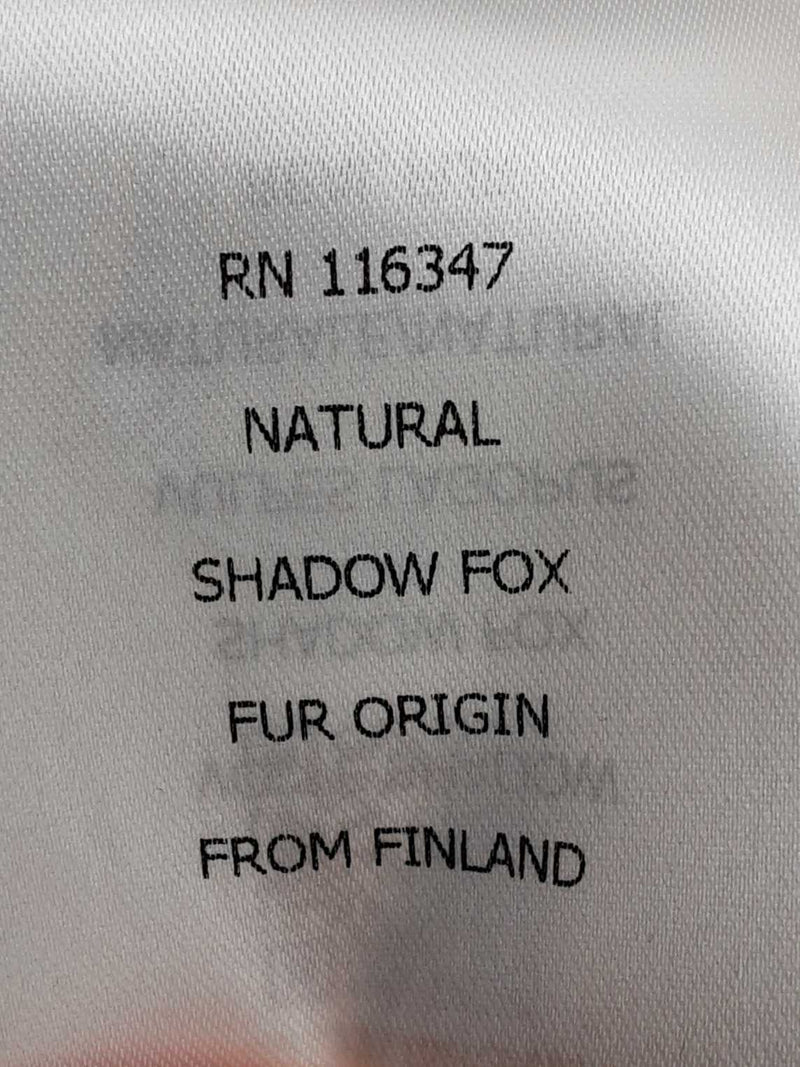 RN 116347
NATURAL
SHADOW FOX
FUR ORIGIN
FROM FINLAND